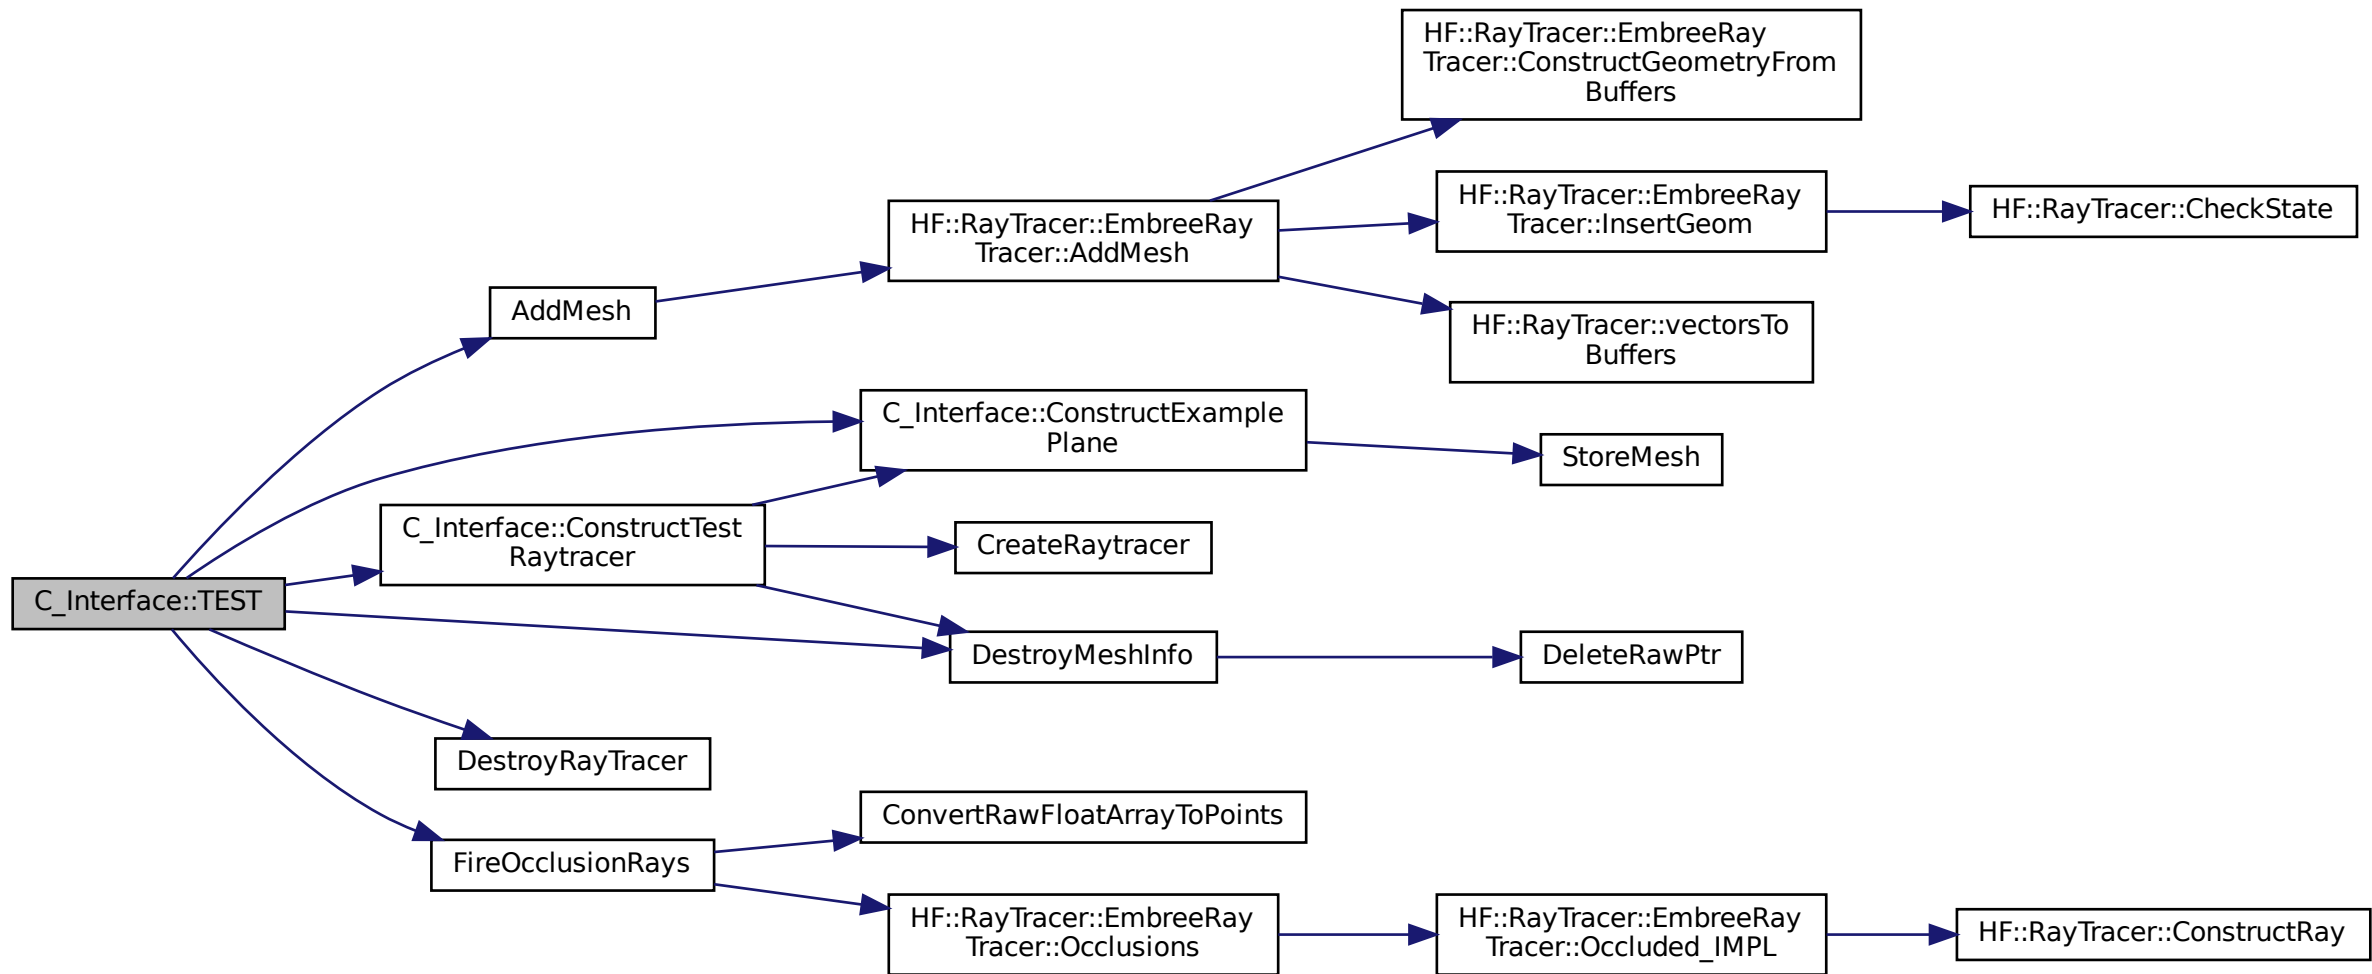 HF::RayTracer::EmbreeRay
Tracer::ConstructGeometryFrom
Buffers
HF::RayTracer::EmbreeRay
Tracer::InsertGeom
HF::RayTracer::CheckState
HF::RayTracer::EmbreeRay
Tracer::AddMesh
AddMesh
HF::RayTracer::vectorsTo
Buffers
C_Interface::ConstructExample
Plane
StoreMesh
C_Interface::ConstructTest
Raytracer
CreateRaytracer
C_Interface::TEST
DestroyMeshInfo
DeleteRawPtr
DestroyRayTracer
ConvertRawFloatArrayToPoints
FireOcclusionRays
HF::RayTracer::EmbreeRay
Tracer::Occlusions
HF::RayTracer::EmbreeRay
Tracer::Occluded_IMPL
HF::RayTracer::ConstructRay